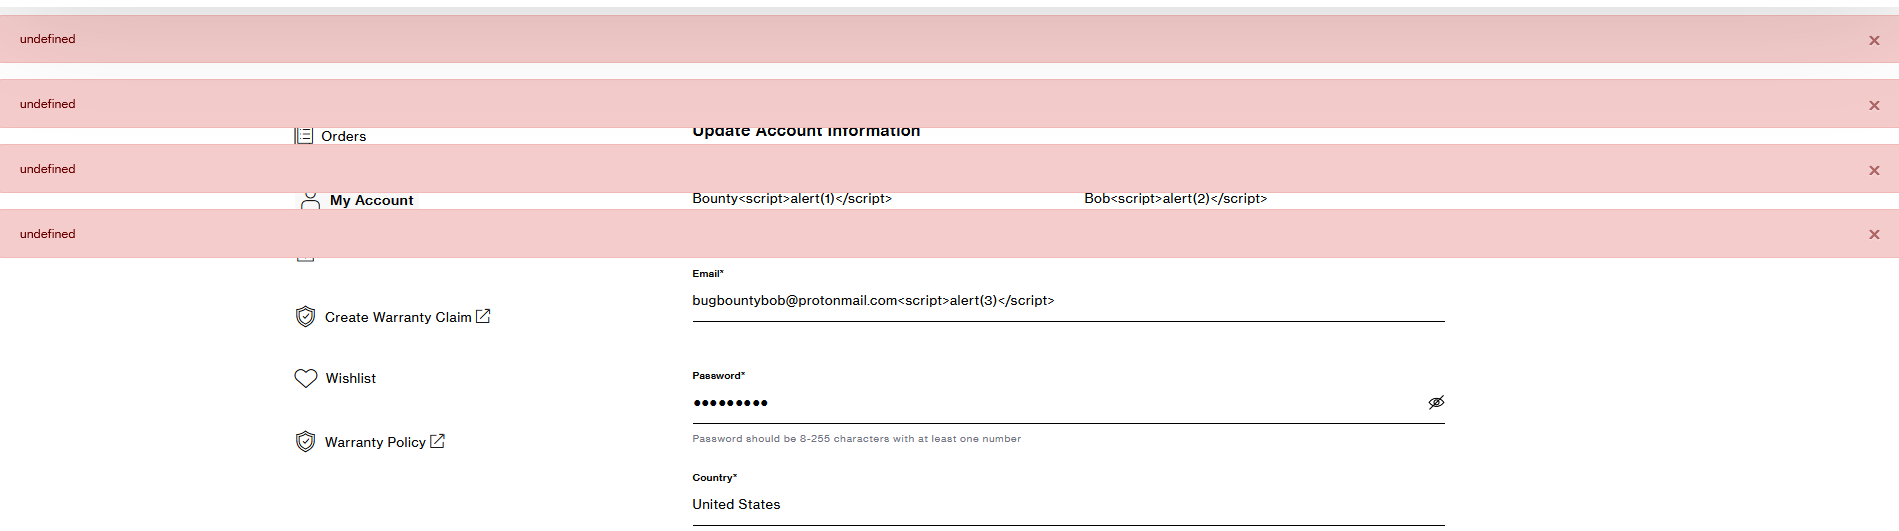 undefined
undefined
Orders
Update Account Information
undefined
My Account
Bounty<script>alert(1)</script>
Bob<script>alert(2)</script>
undefined
Email*
bugbountybob@protonmail.com<script>alert(3)</script>
Create Warranty Claim
Wishlist
Password*
•••••••••
Password should be 8-255 characters with at least one number
Warranty Policy
Country*
United States